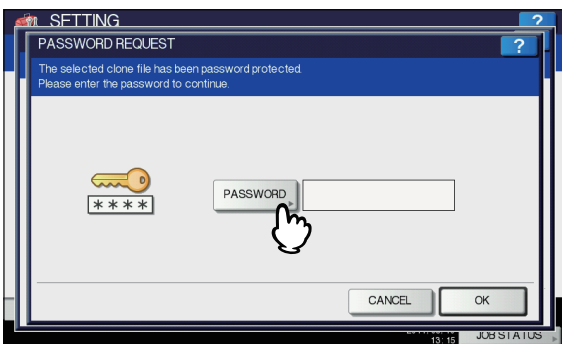 SETTING
?
PASSWORD REQUEST
?
The selected clone file has been password protected.
Please enter the password to continue.
****
PASSWORD
CANCEL
OK
13:15
JOB STATUS